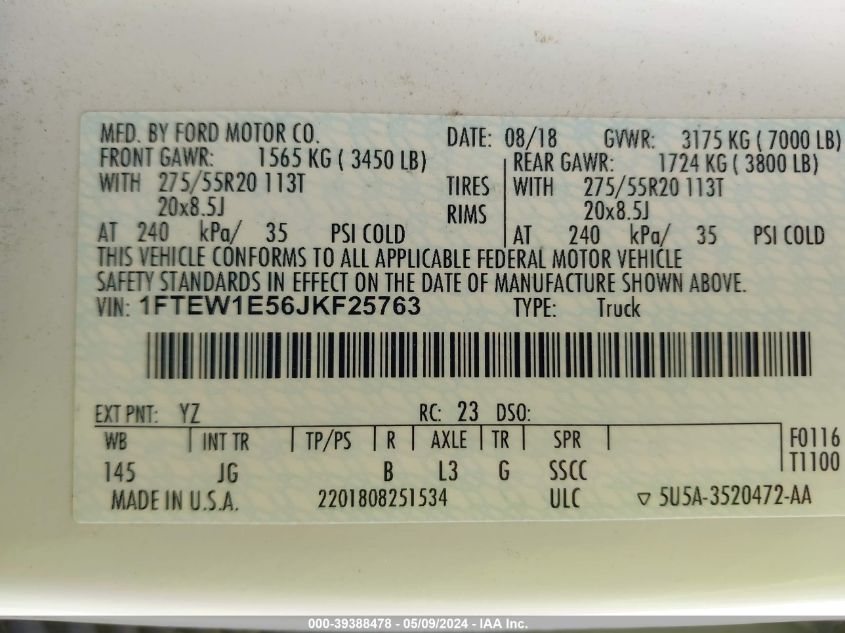 MFD. BY FORD MOTOR CO. DATE: 08/18 GVWR: 3175 KG ( 7000 LB)
FRONT GAWR: 1565 KG ( 3450 LB) REAR GAWR: 1724 KG ( 3800 LB)
WITH 275/55R20 113T TIRES WITH 275/55R20 113T
20x8.5J RIMS 20x8.5J
AT 240 kPa/ 35 PSI COLD AT 240 kPa/ 35 PSI COLD
THIS VEHICLE CONFORMS TO ALL APPLICABLE FEDERAL MOTOR VEHICLE
SAFETY STANDARDS IN EFFECT ON THE DATE OF MANUFACTURE SHOWN ABOVE.
VIN: 1FTEW1E56JKF25763 TYPE: Truck
EXT PNT: YZ RC: 23 DSO:
WB INT TR TP/PS R AXLE TR SPR F0116
145 JG B L3 G SSCC T1100
MADE IN U.S.A. 2201808251534 ULC ▽ 5U5A-3520472-AA
000-39388478 - 05/09/2024 - IAA Inc.